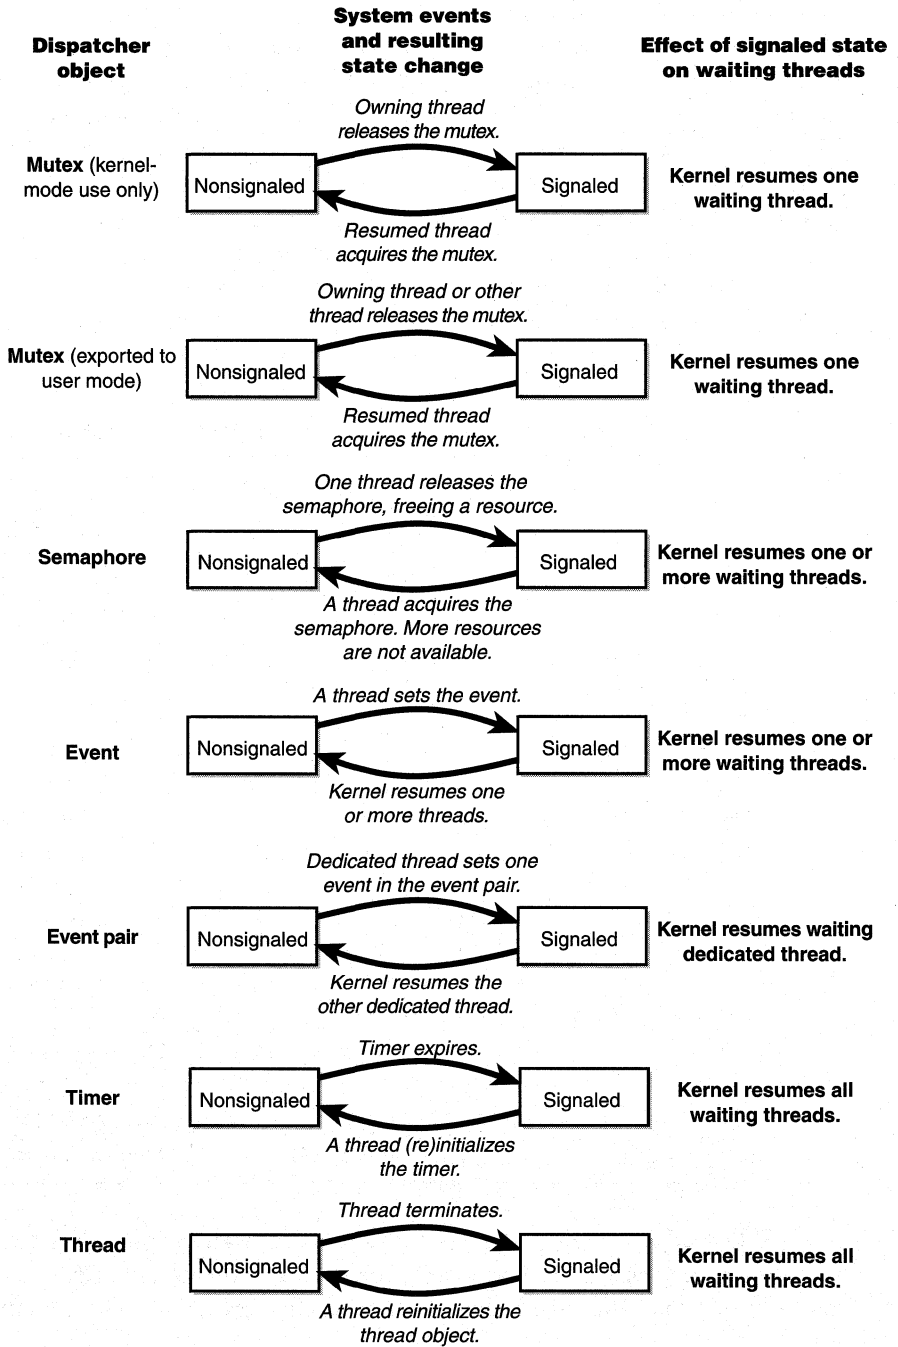 Dispatcher
object
System events
and resulting
state change
Effect of signaled state
on waiting threads
Mutex (kernel-
mode use only)
Owning thread
releases the mutex.
Nonsignaled
Signaled
Resumed thread
acquires the mutex.
Kernel resumes one
waiting thread.
Mutex (exported to
user mode)
Owning thread or other
thread releases the mutex.
Nonsignaled
Signaled
Resumed thread
acquires the mutex.
Kernel resumes one
waiting thread.
Semaphore
One thread releases the
semaphore, freeing a resource.
Nonsignaled
Signaled
A thread acquires the
semaphore. More resources
are not available.
Kernel resumes one or
more waiting threads.
Event
A thread sets the event.
Nonsignaled
Signaled
Kernel resumes one
or more threads.
Kernel resumes one or
more waiting threads.
Event pair
Dedicated thread sets one
event in the event pair.
Nonsignaled
Signaled
Kernel resumes the
other dedicated thread.
Kernel resumes waiting
dedicated thread.
Timer
Timer expires.
Nonsignaled
Signaled
A thread (re)initializes
the timer.
Kernel resumes all
waiting threads.
Thread
Thread terminates.
Nonsignaled
Signaled
A thread reinitializes the
thread object.
Kernel resumes all
waiting threads.